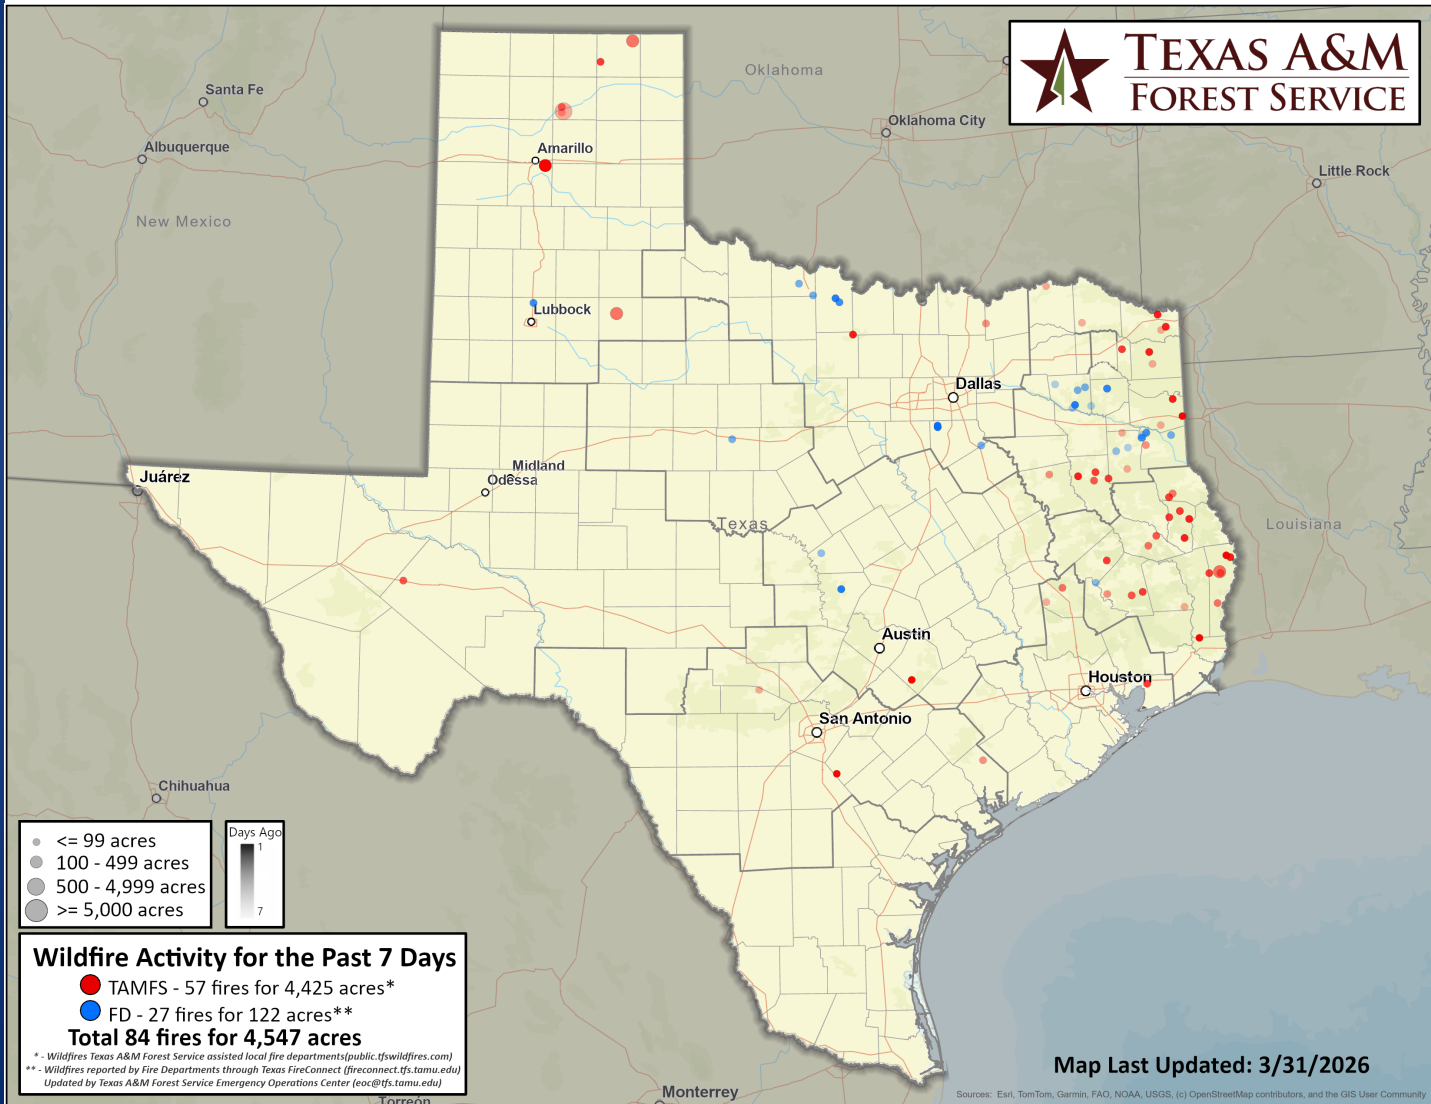 TEXAS A&M
FOREST SERVICE
Oklahoma
Santa Fe
Oklahoma City
Albuquerque
Amarillo
Little Rock
New Mexico
Lubbock
Dallas
Midland
Odessa
Juárez
Texas
Louisiana
Austin
Houston
San Antonio
Chihuahua
<= 99 acres
100 - 499 acres
500 - 4,999 acres
>= 5,000 acres
Days Ago
1
7
Wildfire Activity for the Past 7 Days
TAMFS - 57 fires for 4,425 acres*
FD - 27 fires for 122 acres**
Total 84 fires for 4,547 acres
* - Wildfires Texas A&M Forest Service assisted local fire departments(public.tfswildfires.com)
** - Wildfires reported by Fire Departments through Texas FireConnect (fireconnect.tfs.tamu.edu)
Updated by Texas A&M Forest Service Emergency Operations Center (eoc@tfs.tamu.edu)
Map Last Updated: 3/31/2026
Monterrey
Torreón
Sources: Esri, TomTom, Garmin, FAO, NOAA, USGS, (c) OpenStreetMap contributors, and the GIS User Community